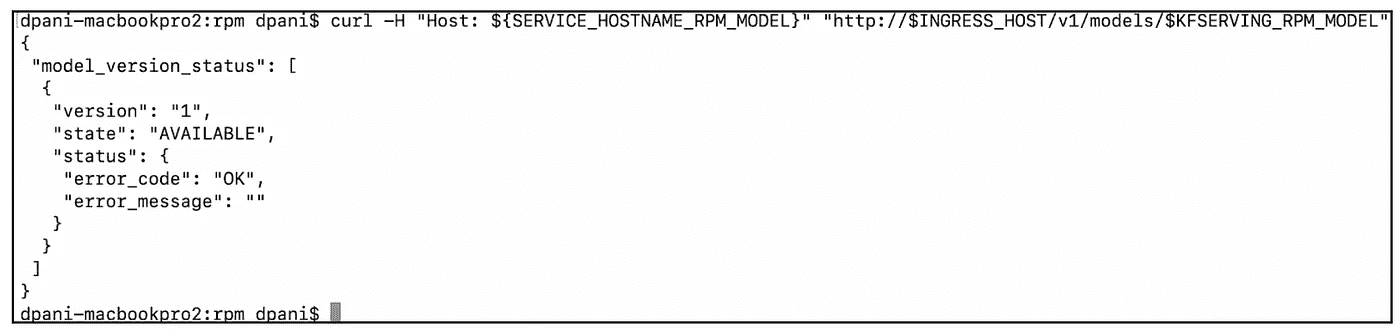 dpani-macbookpro2:rpm dpani$ curl -H "Host: ${SERVICE_HOSTNAME_RPM_MODEL}" "http://$INGRESS_HOST/v1/models/$KFSERVING_RPM_MODEL"
{
 "model_version_status": [
  {
   "version": "1",
   "state": "AVAILABLE",
   "status": {
    "error_code": "OK",
    "error_message": ""
   }
  }
 ]
}
dpani-macbookpro2:rpm dpani$